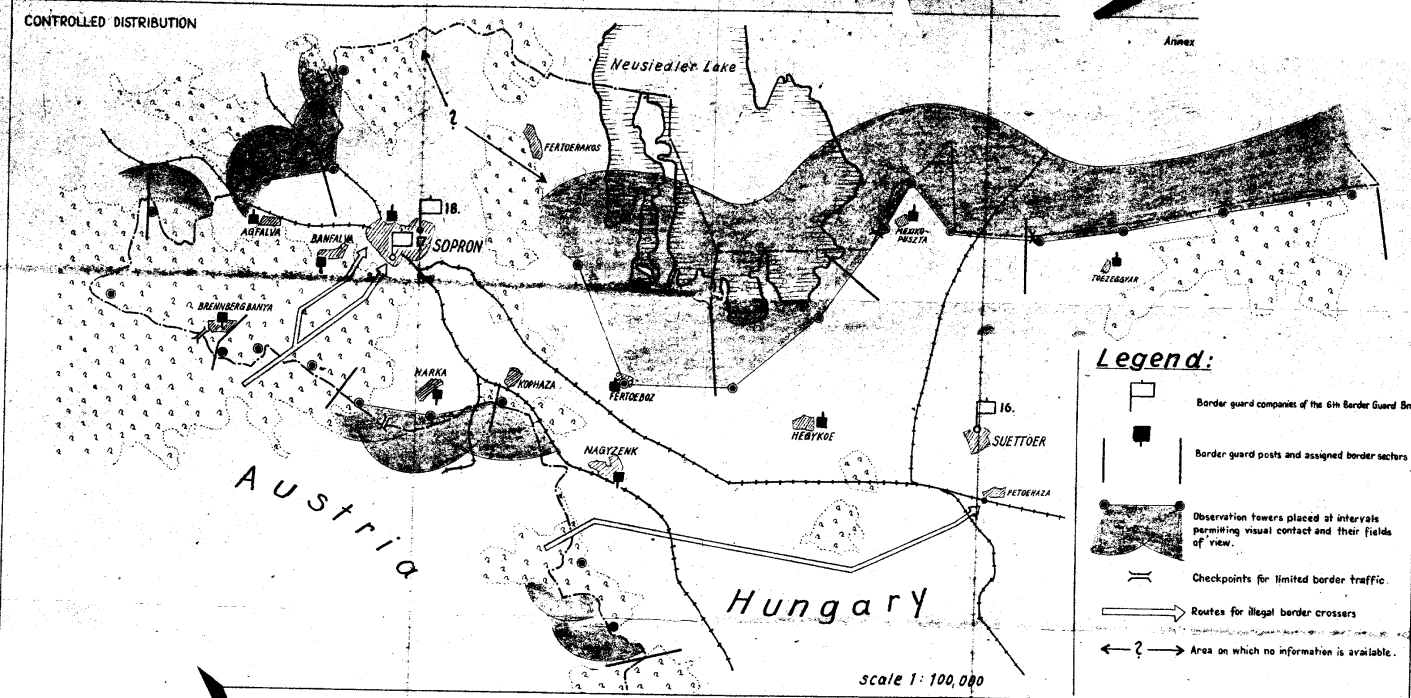 CONTROLLED DISTRIBUTION
Annex
Neusiedler Lake
?
FERTOERAKOS
18.
AGFALVA
BANFALVA
SOPRON
MEXIKO-
PUSZTA
TOEZEGGYAR
BRENNBERGBANYA
HARKA
KOPHAZA
FERTOEBOZ
HEGYKOE
16.
SUETTOER
NAGYZENK
PETOEHAZA
Austria
Hungary
scale 1:100,000
Legend:
Border guard companies of the 6th Border Guard Bn
Border guard posts and assigned border sectors
Observation towers placed at intervals
permitting visual contact and their fields
of view.
Checkpoints for limited border traffic.
Routes for illegal border crossers
? Area on which no information is available.